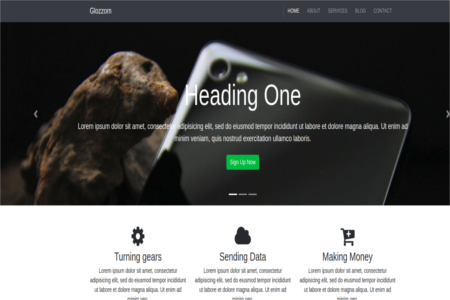 Glozzom
HOME ABOUT SERVICES BLOG CONTACT
Heading One
Lorem ipsum dolor sit amet, consectetur adipisicing elit, sed do eiusmod tempor incididunt ut labore et dolore magna aliqua. Ut enim ad
minim veniam, quis nostrud exercitation ullamco laboris.
Sign Up Now
Turning gears
Lorem ipsum dolor sit amet, consectetur
adipisicing elit, sed do eiusmod tempor incididunt
ut labore et dolore magna aliqua. Ut enim ad
minim ven
Sending Data
Lorem ipsum dolor sit amet, consectetur
adipisicing elit, sed do eiusmod tempor incididunt
ut labore et dolore magna aliqua. Ut enim ad
minim ven
Making Money
Lorem ipsum dolor sit amet, consectetur
adipisicing elit, sed do eiusmod tempor incididunt
ut labore et dolore magna aliqua. Ut enim ad
minim ven